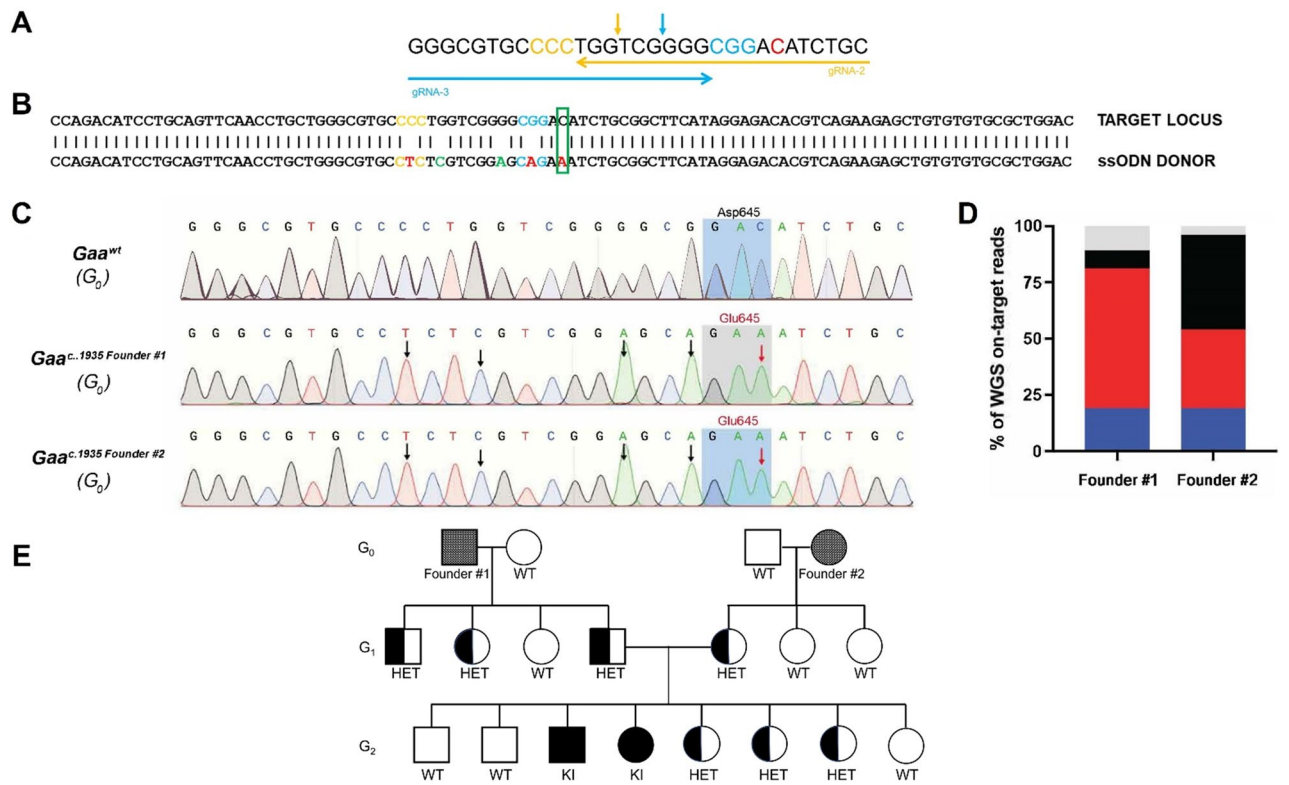 A
GGGCGTGCCCCTGGTCGGGGCGGACATCTGC
gRNA-2
gRNA-3
B
CCAGACATCCTGCAGTTCAACCTGCTGGGCGTGCCCCTGGTCGGGGCGGACATCTGCGGCTTCATAGGAGACACGTCAGAAGAGCTGTGTGTGCGCTGGAC TARGET LOCUS
CCAGACATCCTGCAGTTCAACCTGCTGGGCGTGCCTCTCGTCGGAGCAGAAATCTGCGGCTTCATAGGAGACACGTCAGAAGAGCTGTGTGTGCGCTGGAC ssODN DONOR
C
Asp645
G G G C G T G C C C C T G G T C G G G G C G G A C A T C T G C
Gaa wt
(G0)
Glu645
G G G C G T G C C T C T C G T C G G A G C A G A A A T C T G C
Gaa c..1935 Founder #1
(G0)
Glu645
G G G C G T G C C T C T C G T C G G A G C A G A A A T C T G C
Gaa c.1935 Founder #2
(G0)
D
% of WGS on-target reads
100
75
50
25
0
Founder #1 Founder #2
E
G0
Founder #1 WT WT Founder #2
G1
HET HET WT HET HET WT WT
G2
WT WT KI KI HET HET HET WT